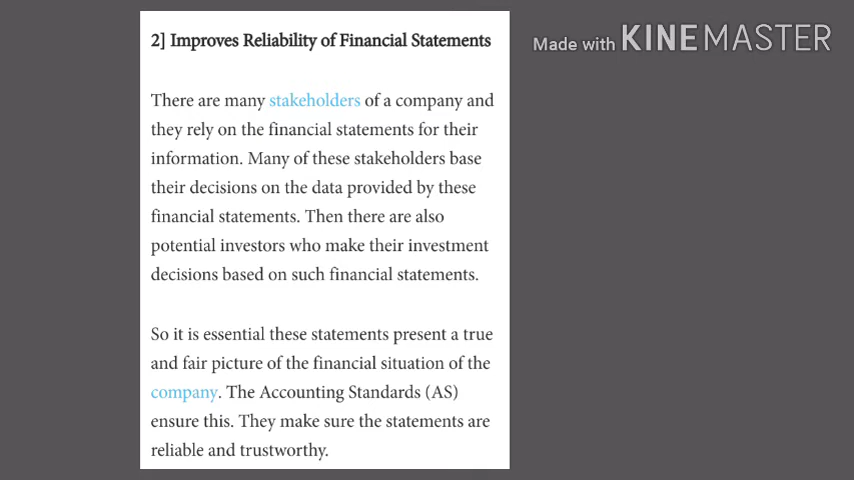 2] Improves Reliability of Financial Statements
Made with KINEMASTER
There are many stakeholders of a company and
they rely on the financial statements for their
information. Many of these stakeholders base
their decisions on the data provided by these
financial statements. Then there are also
potential investors who make their investment
decisions based on such financial statements.
So it is essential these statements present a true
and fair picture of the financial situation of the
company. The Accounting Standards (AS)
ensure this. They make sure the statements are
reliable and trustworthy.